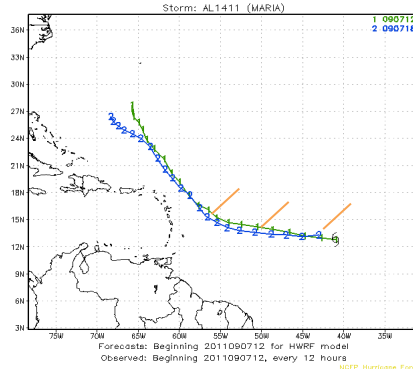 Storm: AL1411 (MARIA)
1 090712
2 090718
36N
33N
30N
27N
24N
21N
18N
15N
12N
9N
6N
3N
75W 70W 65W 60W 55W 50W 45W 40W 35W
Forecasts: Beginning 2011090712 for HWRF model
Observed: Beginning 2011090712, every 12 hours
NCEP Hurricane